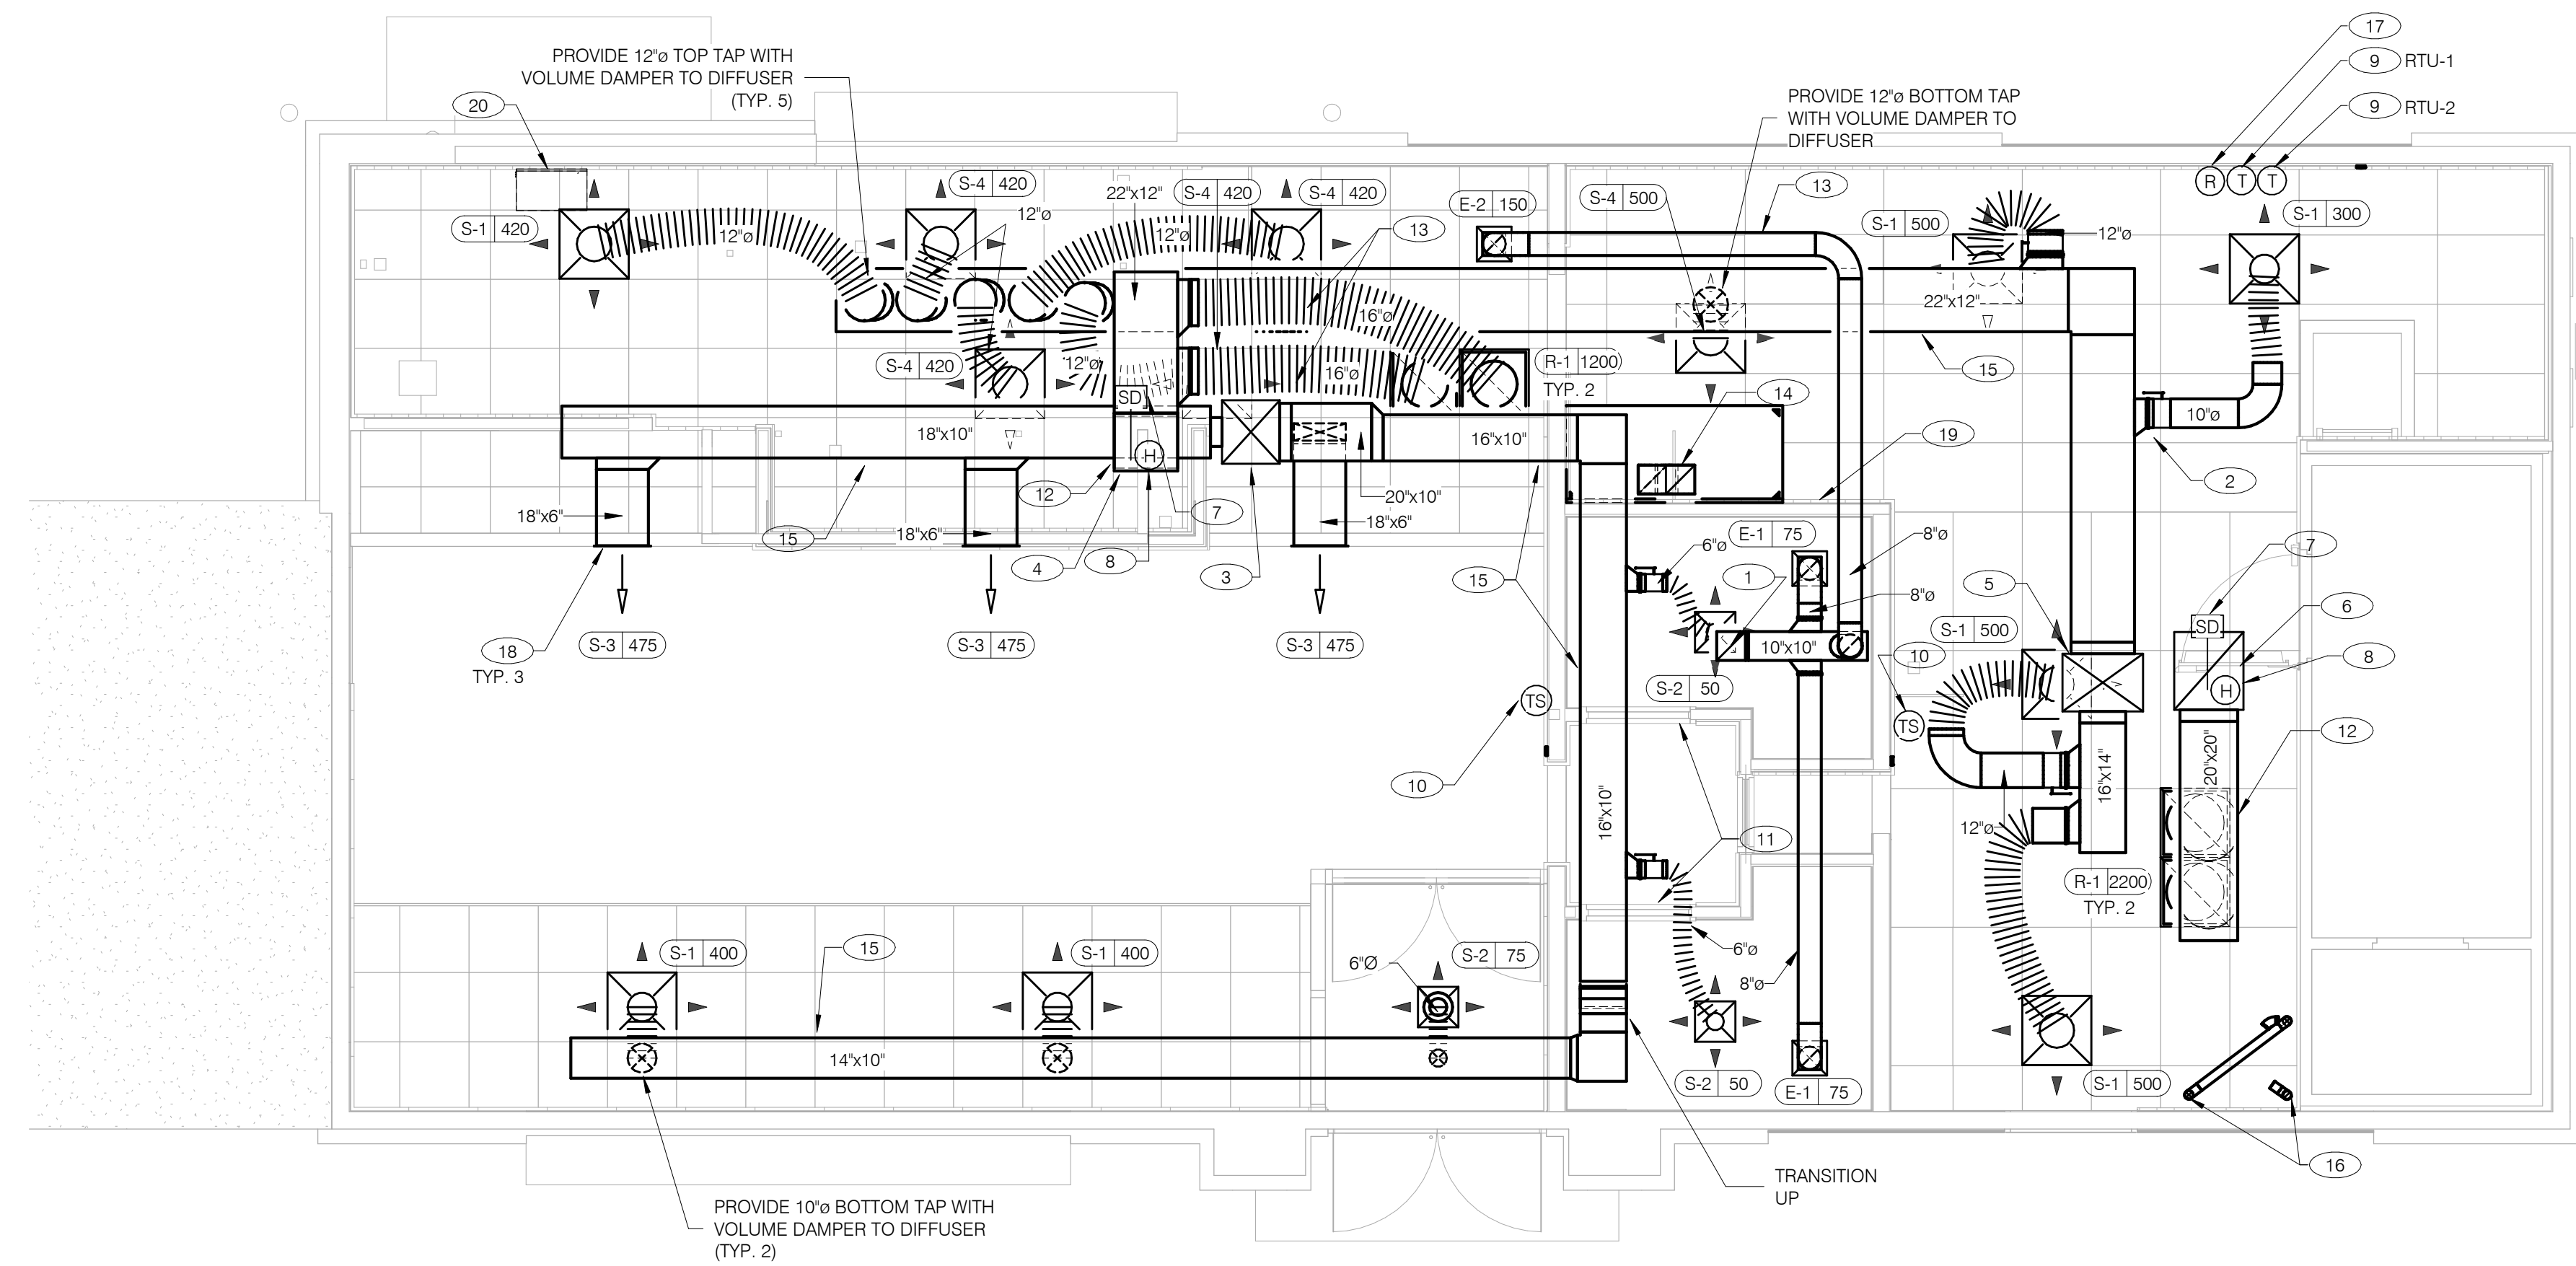 17
9 RTU-1
9 RTU-2
PROVIDE 12"ø TOP TAP WITH
VOLUME DAMPER TO DIFFUSER
(TYP. 5)
20
PROVIDE 12"ø BOTTOM TAP
WITH VOLUME DAMPER TO
DIFFUSER
R T T
S-1 420
12"ø
S-4 420
12"ø
22"x12"
S-4 420
S-4 420
12"ø
13
E-2 150
S-4 500
13
S-1 500
12"ø
S-1 300
22"x12"
16"ø
16"ø
S-4 420
12"ø
R-1 1200
TYP. 2
14
15
SD
18"x10"
H
16"x10"
19
10"ø
2
12
20"x10"
18"x6"
18"x6"
18"x6"
7
15
4
8
3
15
6"ø
E-1 75
8"ø
1
8"ø
5
7
6
SD
S-3 475
S-3 475
S-3 475
18
TYP. 3
10"x10"
S-1 500
10
8
H
S-2 50
TS
TS
12
10
16"x10"
11
16"x14"
20"x20"
12"ø
R-1 2200
TYP. 2
S-1 400
15
S-1 400
6"Ø
S-2 75
6"ø
8"ø
14"x10"
S-2 50
E-1 75
S-1 500
16
TRANSITION
UP
PROVIDE 10"ø BOTTOM TAP WITH
VOLUME DAMPER TO DIFFUSER
(TYP. 2)